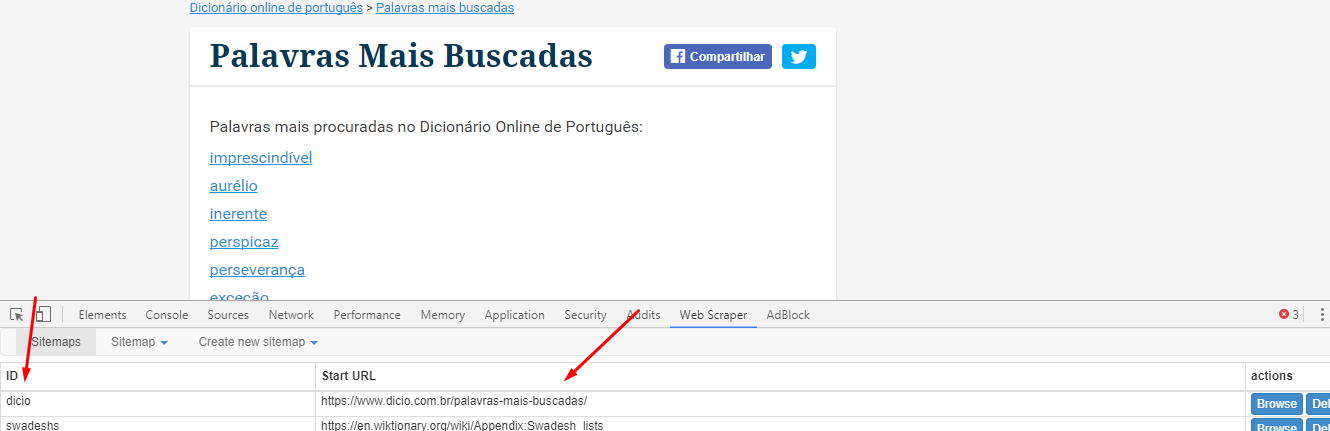 Dicionário online de português > Palavras mais buscadas
Palavras Mais Buscadas
Compartilhar
Palavras mais procuradas no Dicionário Online de Português:
imprescindível
aurélio
inerente
perspicaz
perseverança
exceção
Elements Console Sources Network Performance Memory Application Security Audits Web Scraper AdBlock 3
Sitemaps Sitemap Create new sitemap
ID Start URL actions
dicio https://www.dicio.com.br/palavras-mais-buscadas/ Browse Del
swadeshs https://en.wiktionary.org/wiki/Appendix:Swadesh_lists Browse Del